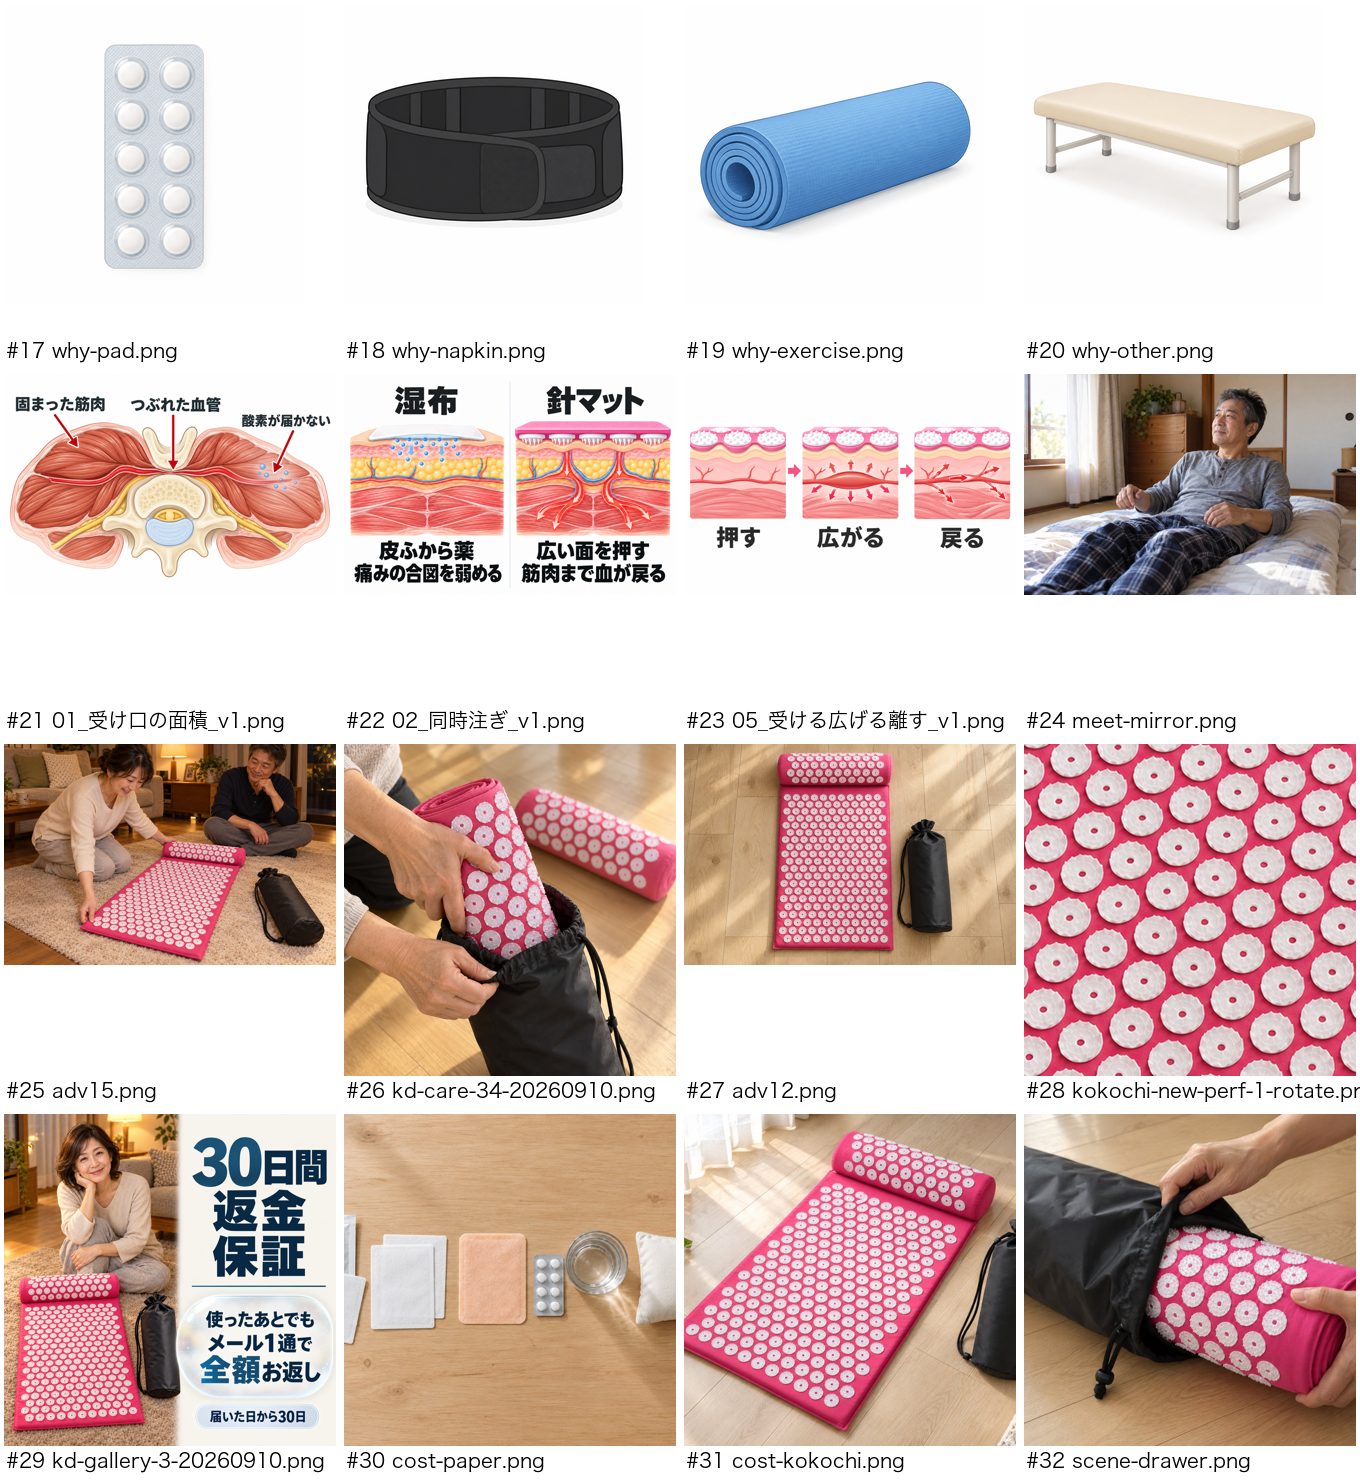 #17 why-pad.png
#18 why-napkin.png
#19 why-exercise.png
#20 why-other.png
固まった筋肉
つぶれた血管
酸素が届かない
湿布
皮ふから薬
痛みの合図を弱める
針マット
広い面を押す
筋肉まで血が戻る
押す
広がる
戻る
#21 01_受け口の面積_v1.png
#22 02_同時注ぎ_v1.png
#23 05_受ける広げる離す_v1.png
#24 meet-mirror.png
#25 adv15.png
#26 kd-care-34-20260910.png
#27 adv12.png
#28 kokochi-new-perf-1-rotate.pr
30日間
返金
保証
使ったあとでも
メール1通で
全額お返し
届いた日から30日
#29 kd-gallery-3-20260910.png
#30 cost-paper.png
#31 cost-kokochi.png
#32 scene-drawer.png